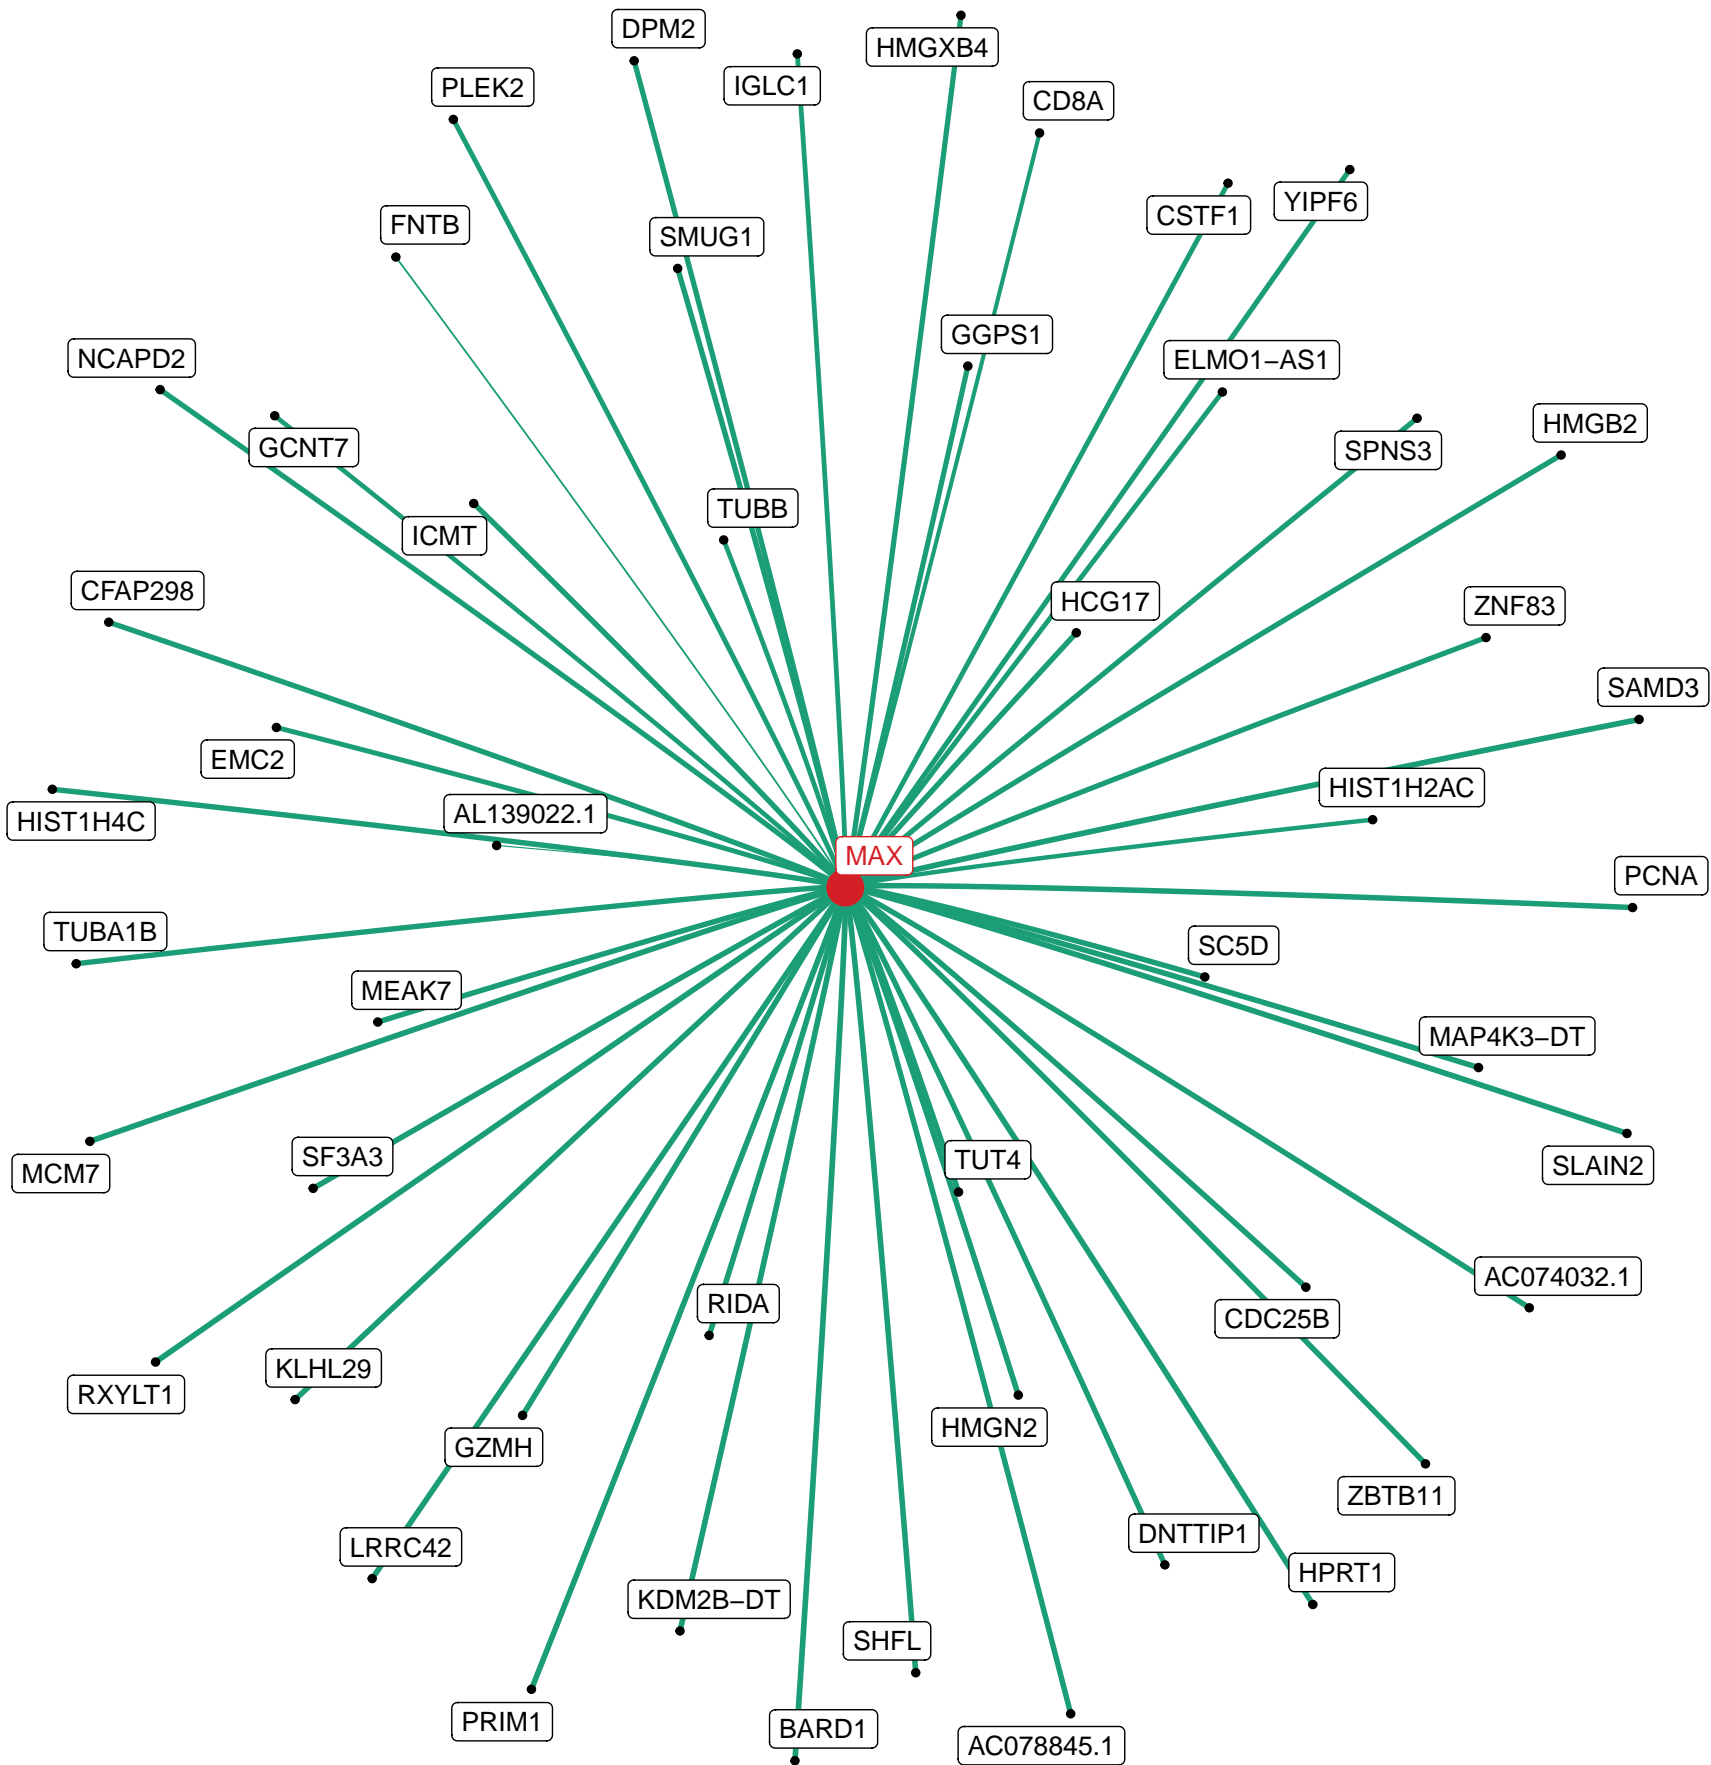 DPM2
HMGXB4
IGLC1
PLEK2
CD8A
YIPF6
CSTF1
FNTB
SMUG1
GGPS1
NCAPD2
ELMO1−AS1
HMGB2
GCNT7
SPNS3
TUBB
ICMT
CFAP298
HCG17
ZNF83
SAMD3
EMC2
HIST1H2AC
AL139022.1
HIST1H4C
MAX
PCNA
TUBA1B
SC5D
MEAK7
MAP4K3−DT
SF3A3
TUT4
SLAIN2
MCM7
AC074032.1
RIDA
CDC25B
KLHL29
RXYLT1
HMGN2
GZMH
ZBTB11
DNTTIP1
LRRC42
HPRT1
KDM2B−DT
SHFL
PRIM1
BARD1
AC078845.1